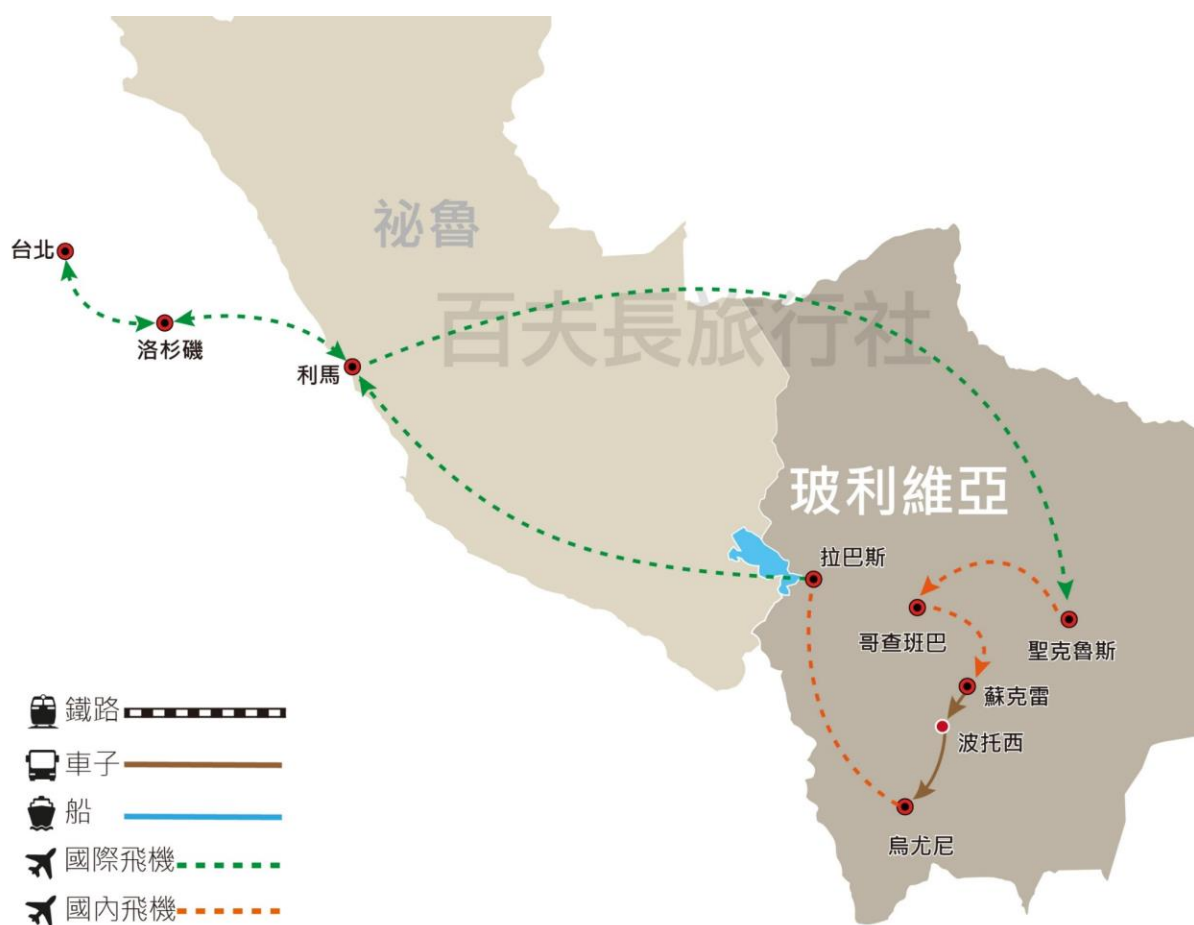 祕魯
百夫長旅行社
台北
洛杉磯
利馬
玻利維亞
拉巴斯
哥查班巴
聖克魯斯
蘇克雷
波托西
烏尤尼
鐵路
車子
船
國際飛機
國內飛機